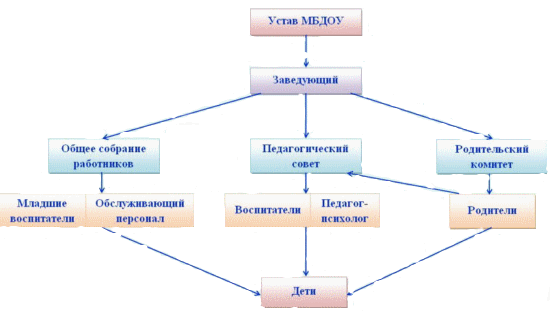 Устав МБДОУ
Заведующий
Общее собрание
работников
Педагогический
совет
Родительский
комитет
Младшие
воспитатели
Обслуживающий
персонал
Воспитатели
Педагог-
психолог
Родители
Дети